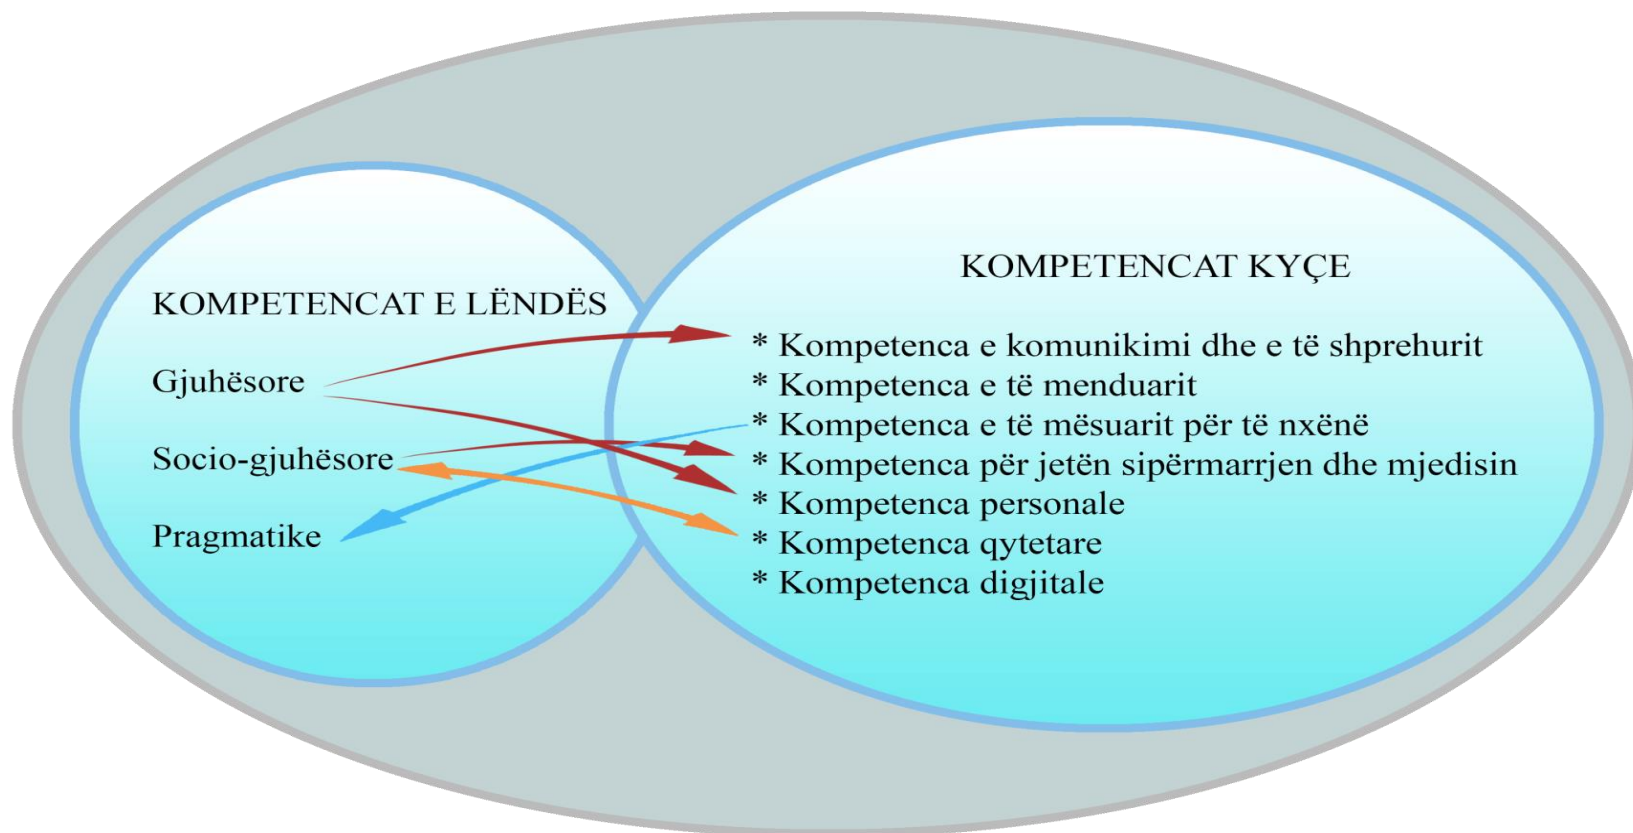 KOMPETENCAT E LËNDËS
Gjuhësore
Socio-gjuhësore
Pragmatike
KOMPETENCAT KYÇE
* Kompetenca e komunikimi dhe e të shprehurit
* Kompetenca e të menduarit
* Kompetenca e të mësuarit për të nxënë
* Kompetenca për jetën sipërmarrjen dhe mjedisin
* Kompetenca personale
* Kompetenca qytetare
* Kompetenca digjitale